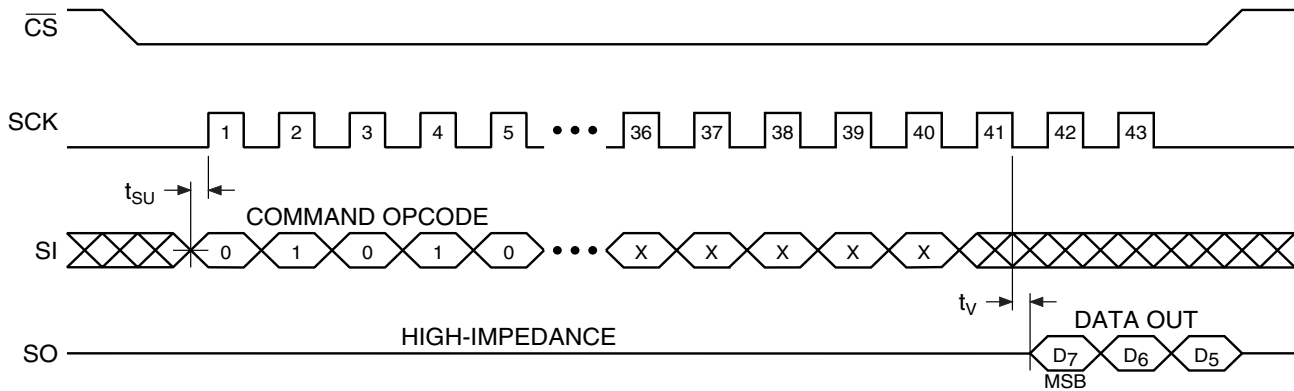 CS
SCK 1 2 3 4 5 ••• 36 37 38 39 40 41 42 43
tSU
COMMAND OPCODE
SI 0 1 0 1 0 ••• X X X X X
tV
HIGH-IMPEDANCE
DATA OUT
SO D7 D6 D5
MSB